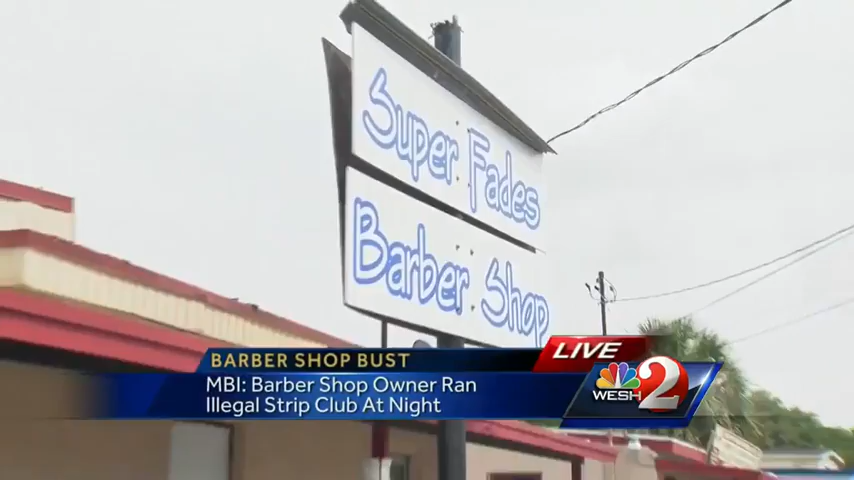 Super Fades
Barber Shop
BARBER SHOP BUST
LIVE
MBI: Barber Shop Owner Ran
Illegal Strip Club At Night
WESH 2